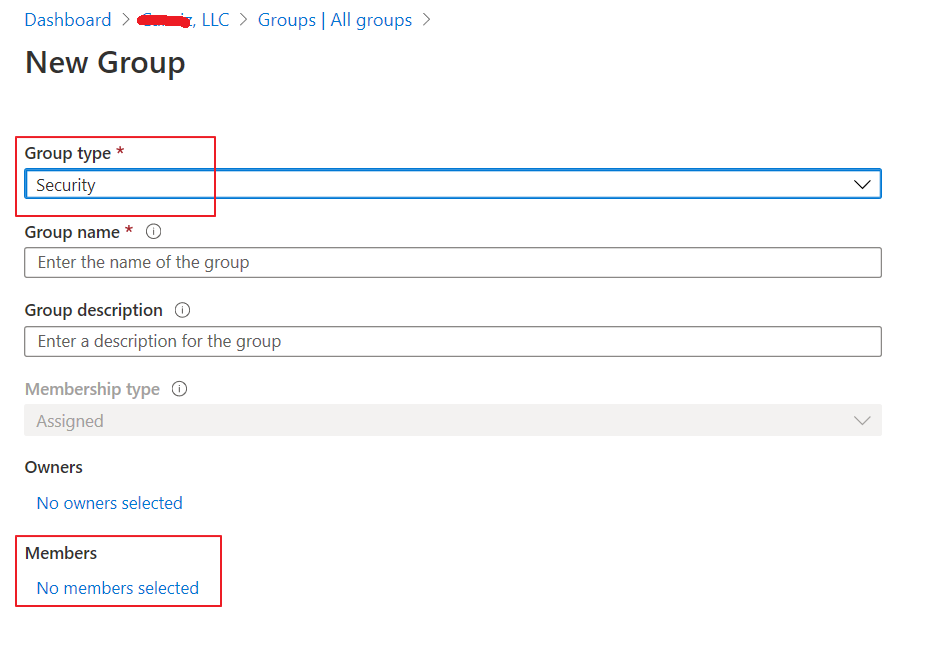 Dashboard > , LLC > Groups | All groups >
New Group
Group type *
Security
Group name *
Enter the name of the group
Group description
Enter a description for the group
Membership type
Assigned
Owners
No owners selected
Members
No members selected